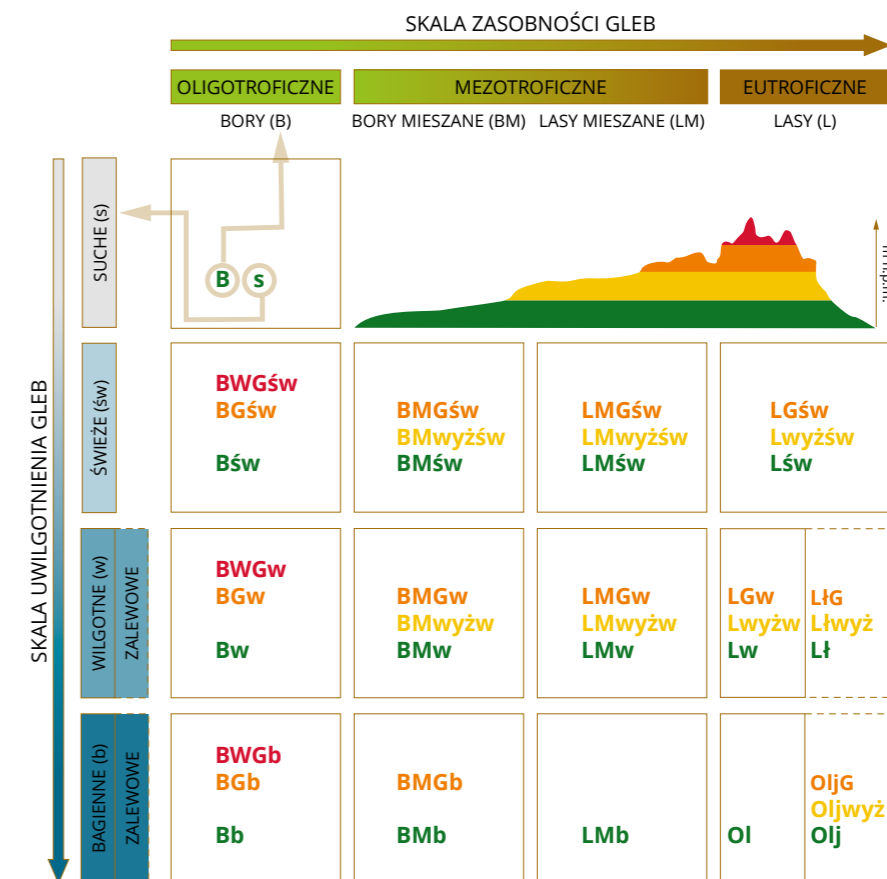 SKALA ZASOBNOŚCI GLEB
OLIGOTROFICZNE
MEZOTROFICZNE
EUTROFICZNE
BORY (B)
BORY MIESZANE (BM)
LASY MIESZANE (LM)
LASY (L)
SKALA UWILGOTNIENIA GLEB
SUCHE (s)
B s
ŚWIEŻE (św)
BWGśw
BGśw
Bśw
BMGśw
BMwyżśw
BMśw
LMGśw
LMwyżśw
LMśw
LGśw
Lwyżśw
Lśw
WILGOTNE (w)
ZALEWOWE
BWGw
BGw
Bw
BMGw
BMwyżw
BMw
LMGw
LMwyżw
LMw
LGw
Lwyżw
Lw
LłG
Lłwyż
Lł
BAGIENNE (b)
ZALEWOWE
BWGb
BGb
Bb
BMGb
BMb
LMb
Ol
OljG
Oljwyż
Olj